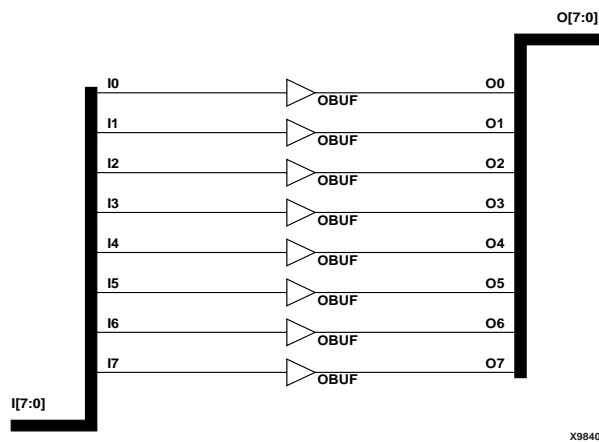 O[7:0]
I0 OBUF O0
I1 OBUF O1
I2 OBUF O2
I3 OBUF O3
I4 OBUF O4
I5 OBUF O5
I6 OBUF O6
I7 OBUF O7
I[7:0]
X9840